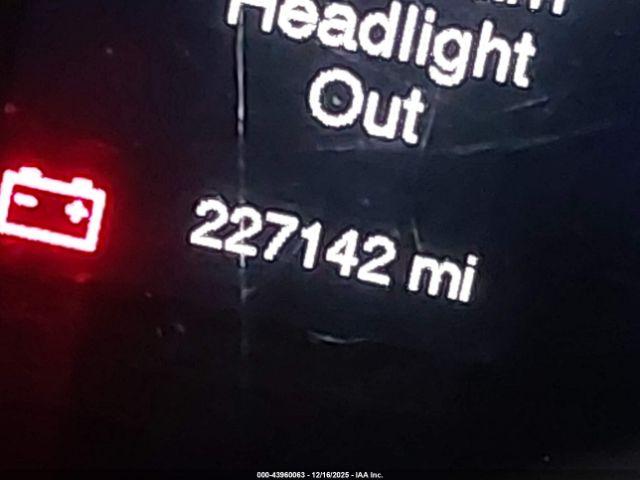 Headlight
Out
227142 mi
000-43960063 - 12/16/2025 - IAA Inc.